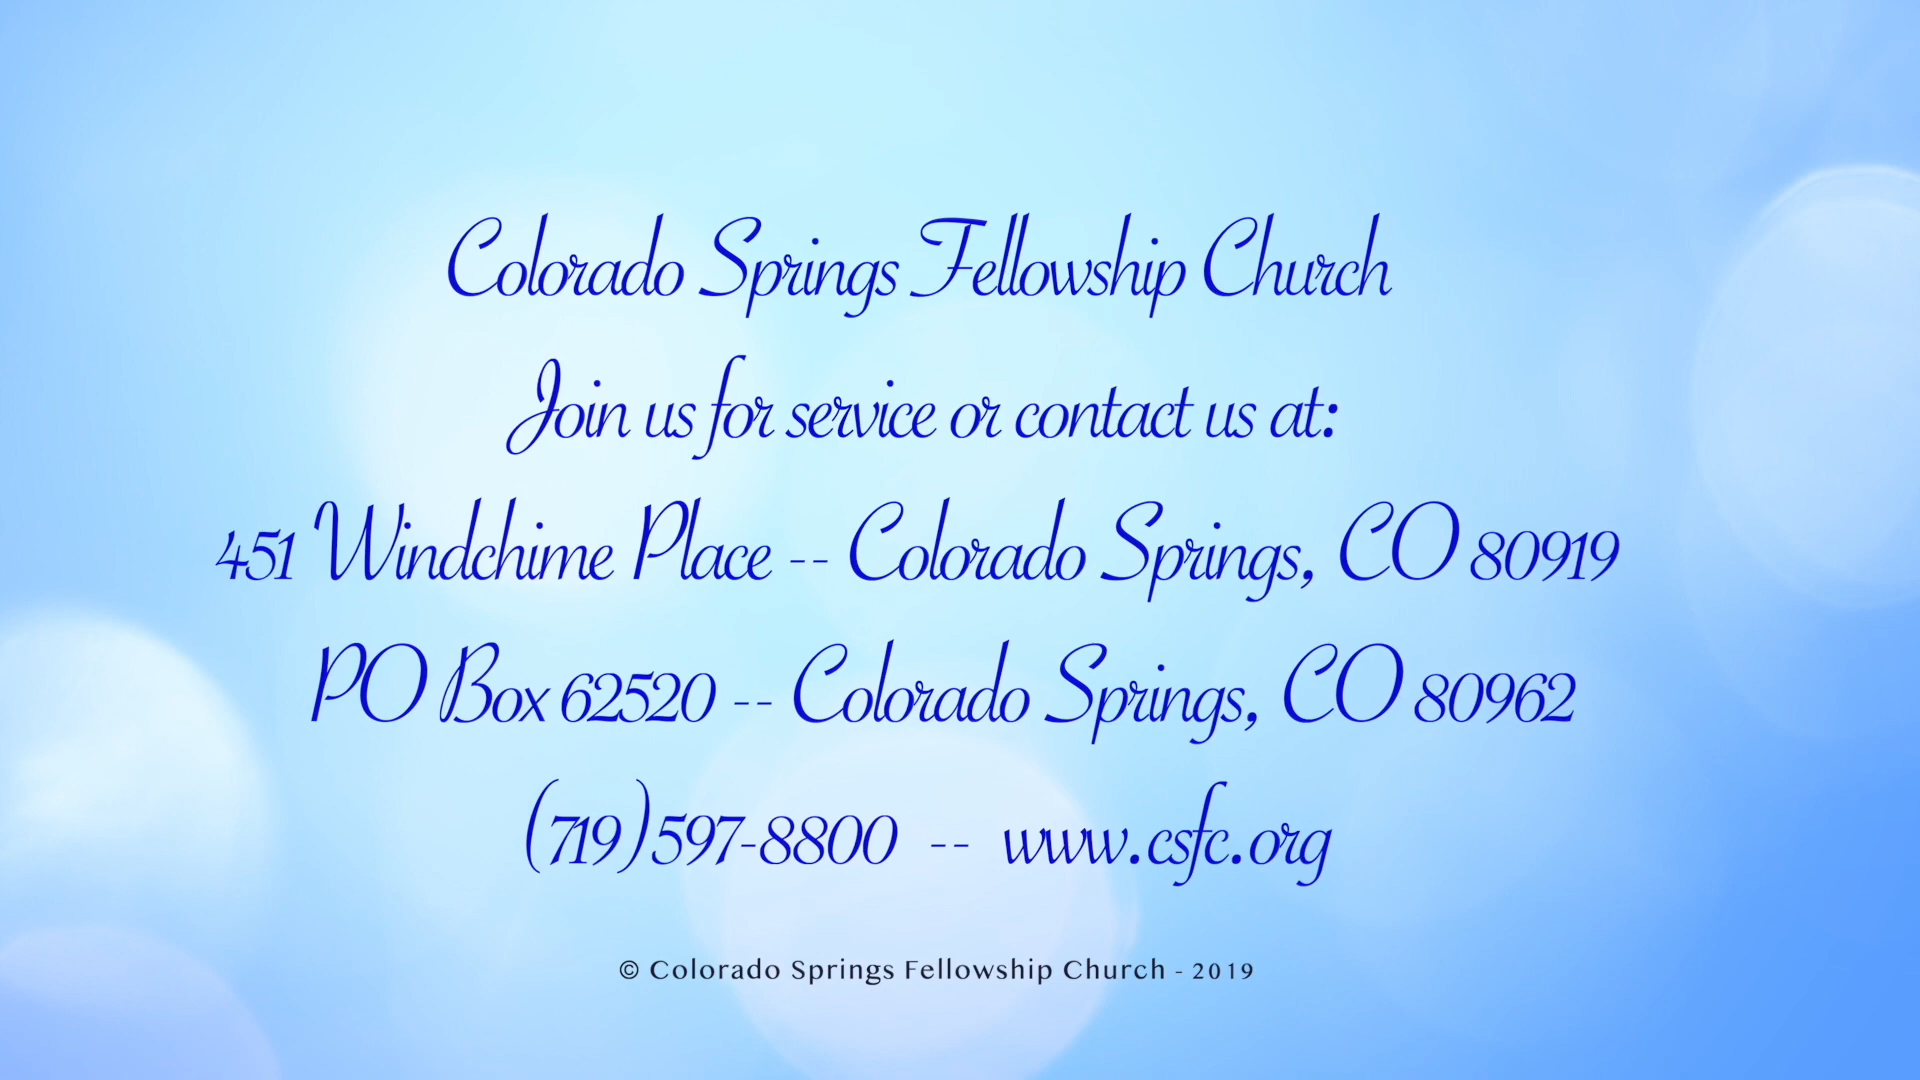 Colorado Springs Fellowship Church
Join us for service or contact us at:
451 Windchime Place -- Colorado Springs, CO 80919
PO Box 62520 -- Colorado Springs, CO 80962
(719)597-8800 -- www.csfc.org
© Colorado Springs Fellowship Church - 2019